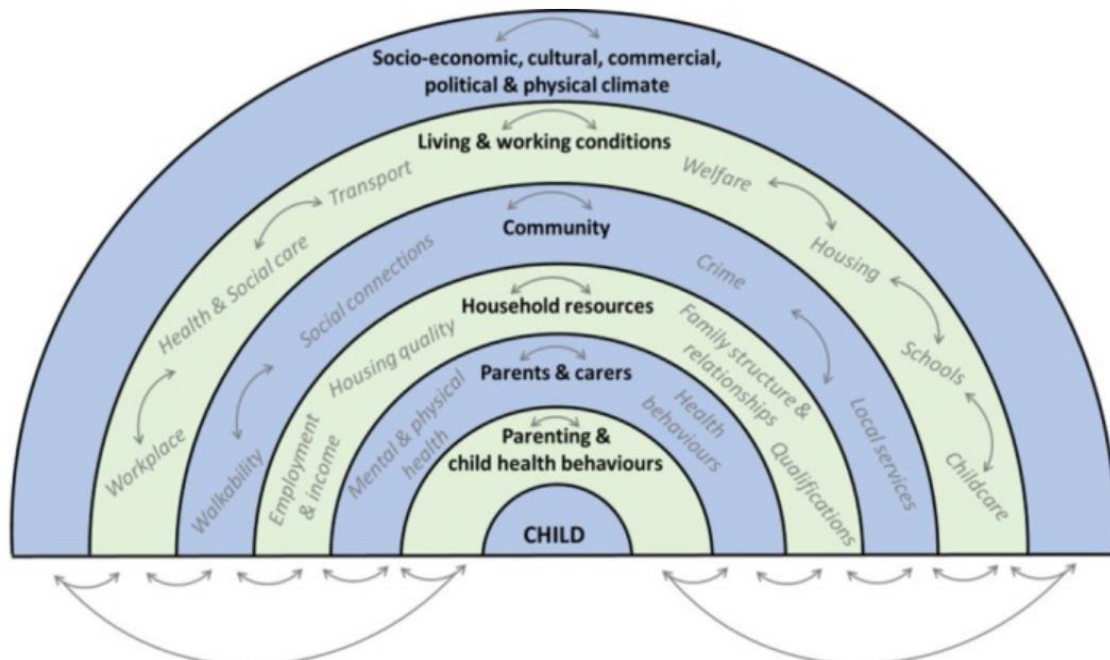 Socio-economic, cultural, commercial,
political & physical climate
Living & working conditions
Transport
Welfare
Health & Social care
Housing
Workplace
Schools
Childcare
Community
Social connections
Crime
Walkability
Local services
Household resources
Housing quality
Family structure &
relationships
Employment
& income
Qualifications
Parents & carers
Mental & physical
health
Health
behaviours
Parenting &
child health behaviours
CHILD